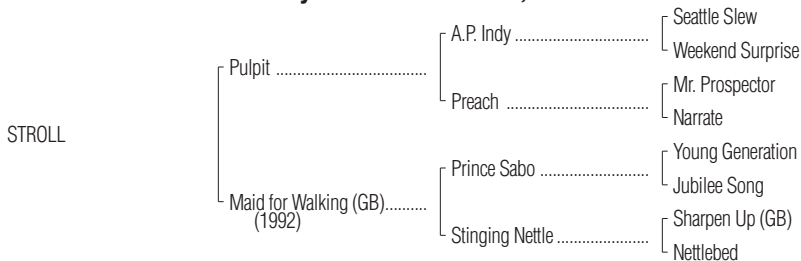 Seattle Slew
A.P. Indy ................................
Weekend Surprise
Pulpit ....................................
Mr. Prospector
Preach ..................................
Narrate
STROLL
Young Generation
Prince Sabo ..........................
Jubilee Song
Maid for Walking (GB)..........
(1992)
Sharpen Up (GB)
Stinging Nettle ......................
Nettlebed